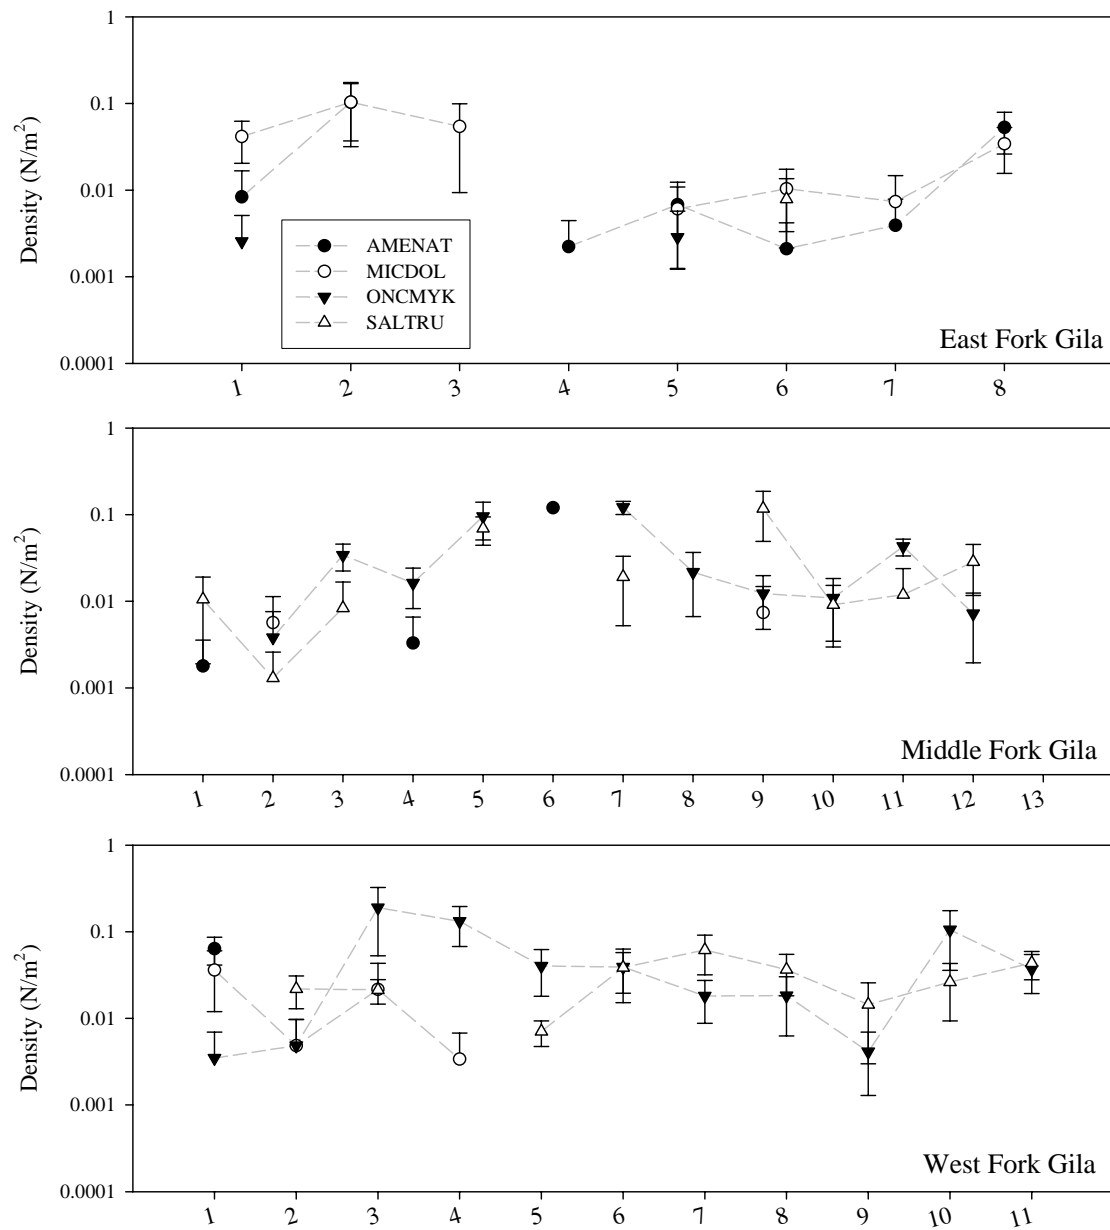 1
0.1
0.01
0.001
0.0001
Density (N/m²)
AMENAT
MICDOL
ONCMYK
SALTRU
East Fork Gila
1 2 3 4 5 6 7 8
1
0.1
0.01
0.001
0.0001
Density (N/m²)
Middle Fork Gila
1 2 3 4 5 6 7 8 9 10 11 12 13
1
0.1
0.01
0.001
0.0001
Density (N/m²)
West Fork Gila
1 2 3 4 5 6 7 8 9 10 11